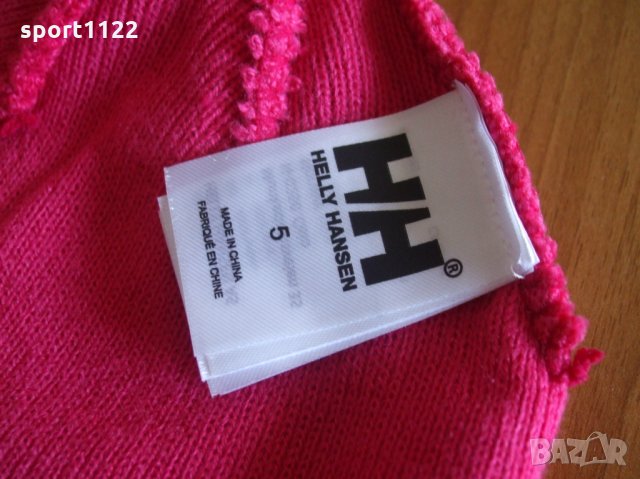 sport1122
HH®
HELLY HANSEN
5
MADE IN CHINA
FABRIQUÉ EN CHINE
BAZAR